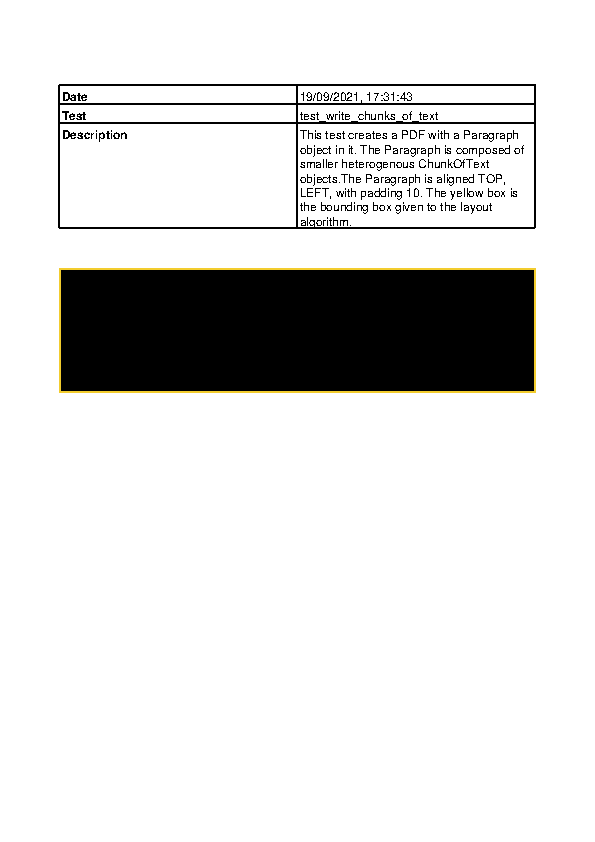 Date 19/09/2021, 17:31:43
Test test_write_chunks_of_text
Description This test creates a PDF with a Paragraph
object in it. The Paragraph is composed of
smaller heterogenous ChunkOfText
objects.The Paragraph is aligned TOP,
LEFT, with padding 10. The yellow box is
the bounding box given to the layout
algorithm.